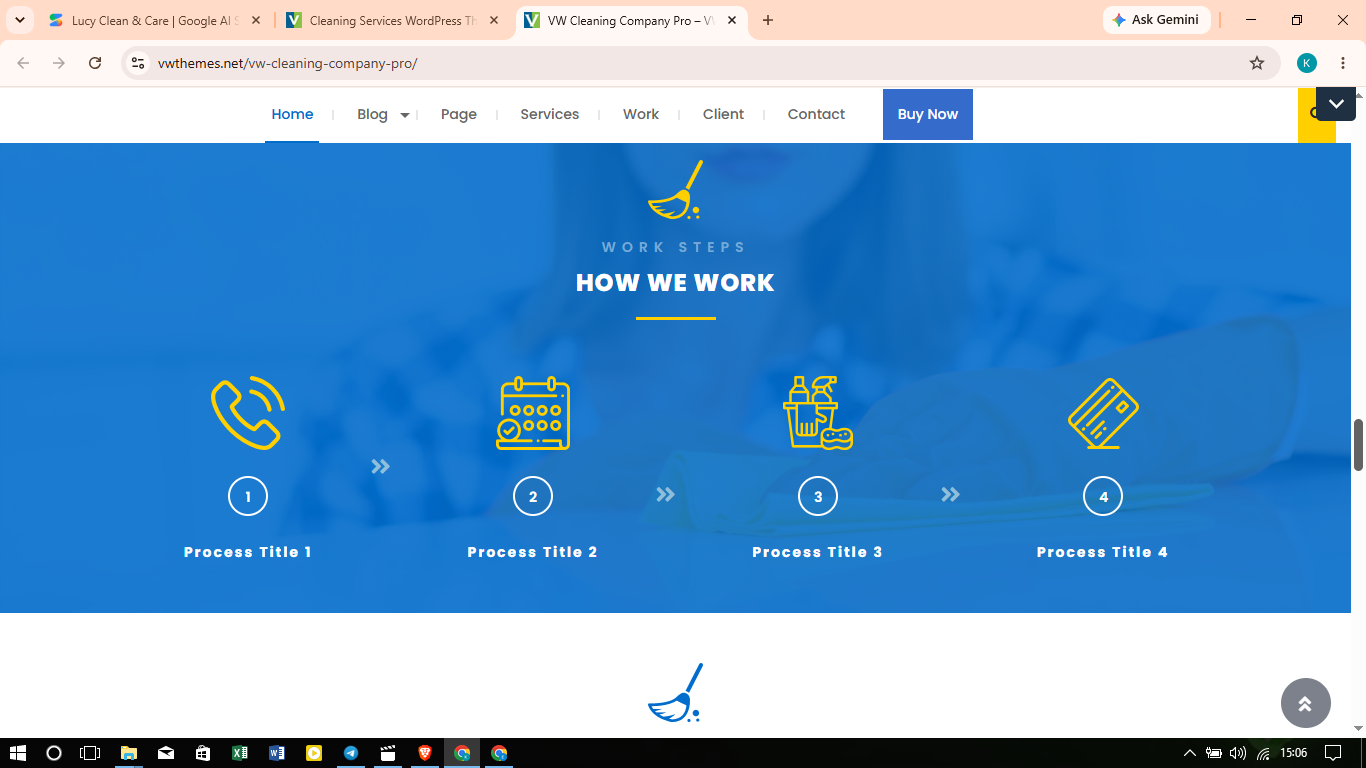 Lucy Clean & Care | Google AI S
Cleaning Services WordPress Th
VW Cleaning Company Pro – VW
Ask Gemini
vwthemes.net/vw-cleaning-company-pro/
K
Home
Blog
Page
Services
Work
Client
Contact
Buy Now
WORK STEPS
HOW WE WORK
1
2
3
4
Process Title 1
Process Title 2
Process Title 3
Process Title 4
15:06